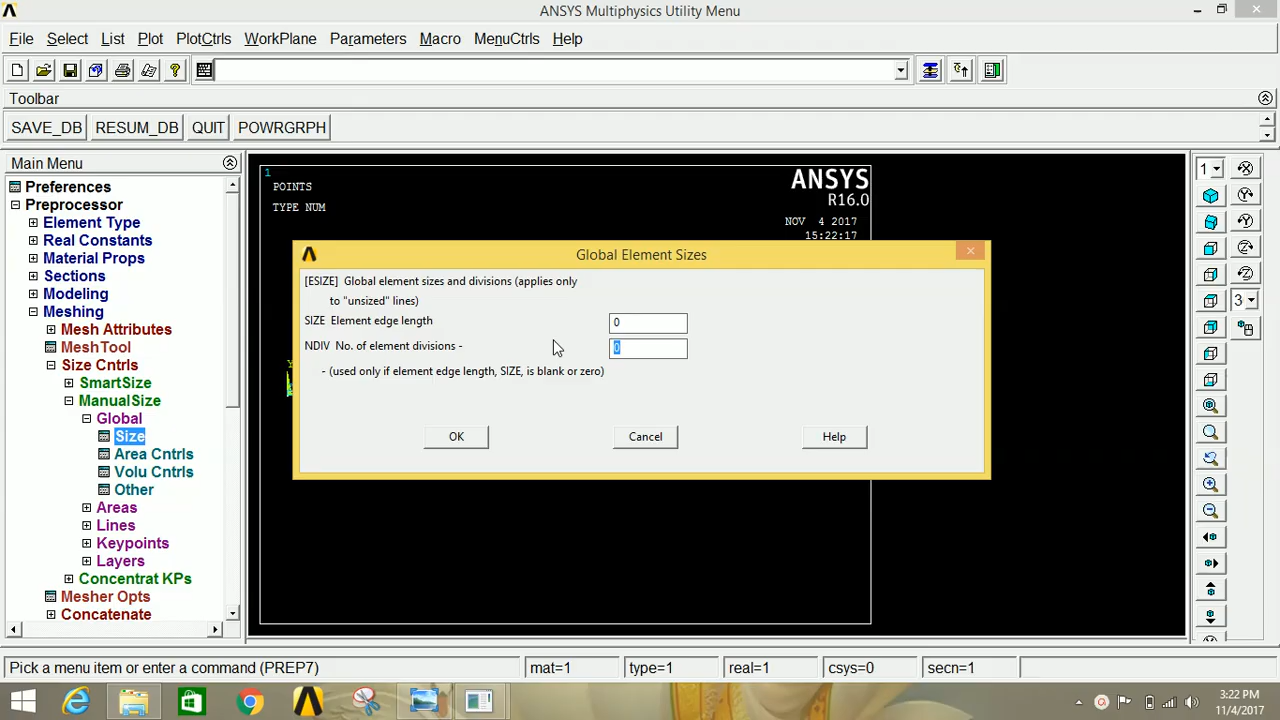 ANSYS Multiphysics Utility Menu
File Select List Plot PlotCtrls WorkPlane Parameters Macro MenuCtrls Help
Toolbar
SAVE_DB RESUM_DB QUIT POWRGRPH
Main Menu
Preferences
Preprocessor
Element Type
Real Constants
Material Props
Sections
Modeling
Meshing
Mesh Attributes
MeshTool
Size Cntrls
SmartSize
ManualSize
Global
Size
Area Cntrls
Volu Cntrls
Other
Areas
Lines
Keypoints
Layers
Concentrat KPs
Mesher Opts
Concatenate
1
POINTS
TYPE NUM
ANSYS
R16.0
NOV 4 2017
15:22:17
Y
Global Element Sizes
[ESIZE] Global element sizes and divisions (applies only
to "unsized" lines)
SIZE Element edge length 0
NDIV No. of element divisions - 0
- (used only if element edge length, SIZE, is blank or zero)
OK Cancel Help
1
3
Pick a menu item or enter a command (PREP7) mat=1 type=1 real=1 csys=0 secn=1
3:22 PM
11/4/2017